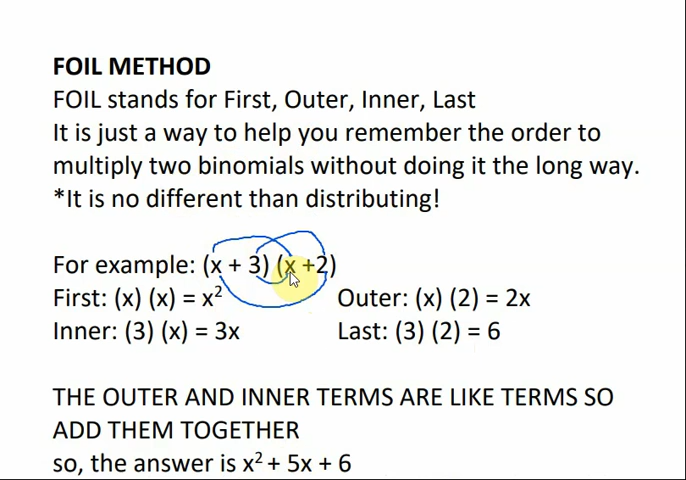 FOIL METHOD
FOIL stands for First, Outer, Inner, Last
It is just a way to help you remember the order to
multiply two binomials without doing it the long way.
*It is no different than distributing!
For example: (x + 3) (x +2)
First: (x) (x) = x² Outer: (x) (2) = 2x
Inner: (3) (x) = 3x Last: (3) (2) = 6
THE OUTER AND INNER TERMS ARE LIKE TERMS SO
ADD THEM TOGETHER
so, the answer is x² + 5x + 6